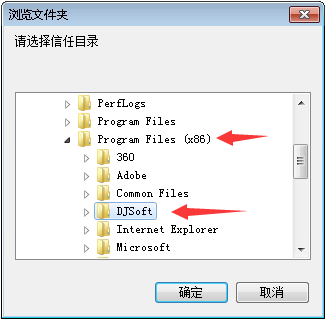 浏览文件夹
请选择信任目录
PerfLogs
Program Files
Program Files (x86)
360
Adobe
Common Files
DJSoft
Internet Explorer
Microsoft
确定
取消